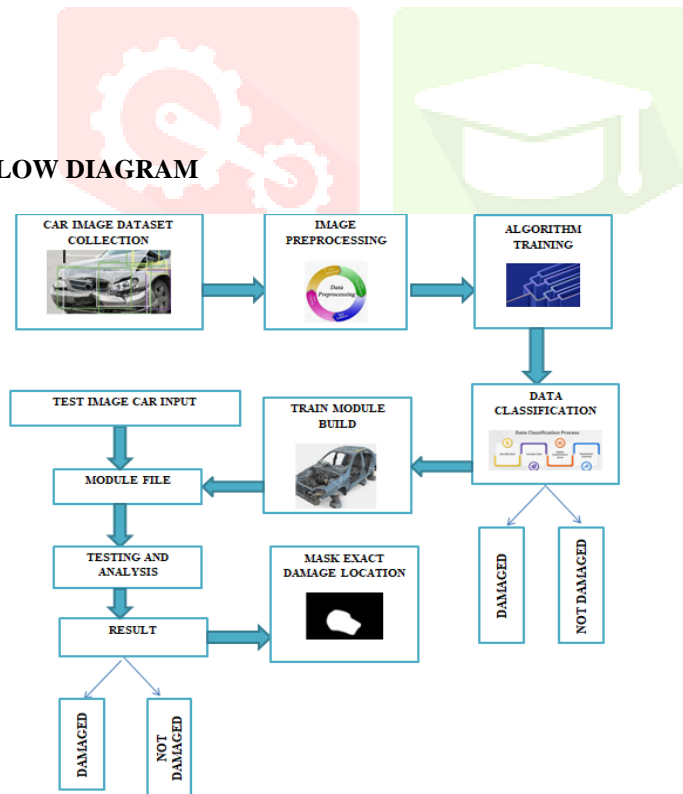 LOW DIAGRAM
CAR IMAGE DATASET
COLLECTION
IMAGE
PREPROCESSING
Data
Preprocessing
ALGORITHM
TRAINING
DATA
CLASSIFICATION
Data Classification Process
TEST IMAGE CAR INPUT
TRAIN MODULE
BUILD
MODULE FILE
TESTING AND
ANALYSIS
MASK EXACT
DAMAGE LOCATION
RESULT
DAMAGED
NOT DAMAGED
DAMAGED
NOT
DAMAGED